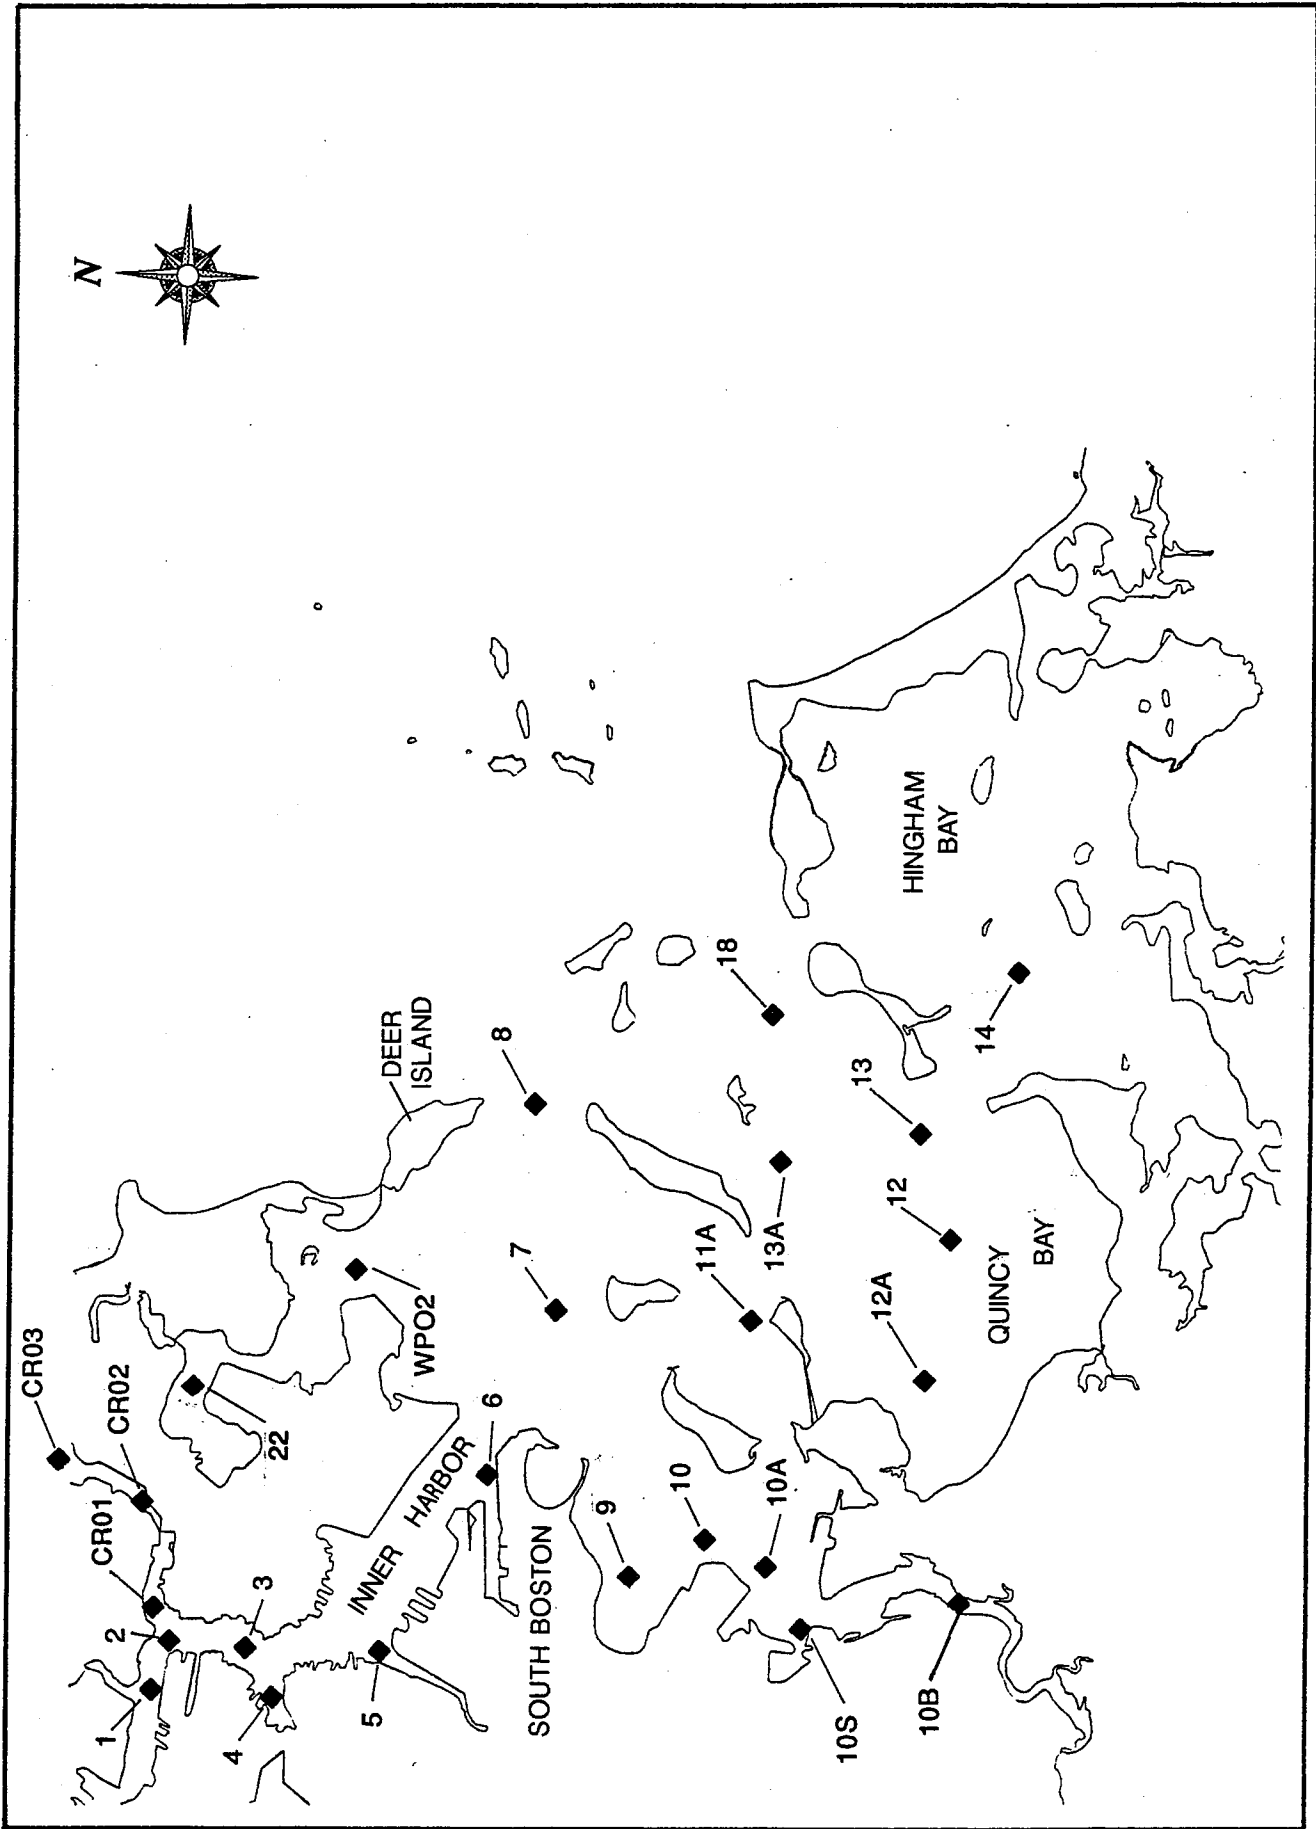 N
CR03
CR02
CR01
2
1
3
4
5
22
WPO2
INNER HARBOR
6
SOUTH BOSTON
DEER
ISLAND
8
7
9
10
10A
10S
10B
11A
13A
18
12A
12
13
14
QUINCY
BAY
HINGHAM
BAY